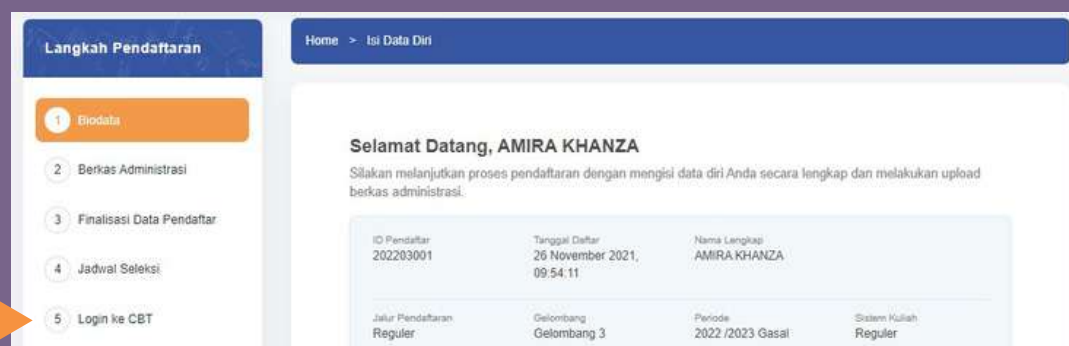 Langkah Pendaftaran
1 Biodata
2 Berkas Administrasi
3 Finalisasi Data Pendaftar
4 Jadwal Seleksi
5 Login ke CBT
Home > Isi Data Diri
Selamat Datang, AMIRA KHANZA
Silakan melanjutkan proses pendaftaran dengan mengisi data diri Anda secara lengkap dan melakukan upload
berkas administrasi.
ID Pendaftar
202203001
Tanggal Daftar
26 November 2021,
09:54:11
Nama Lengkap
AMIRA KHANZA
Jalur Pendaftaran
Reguler
Gelombang
Gelombang 3
Periode
2022 /2023 Gasal
Sistem Kuliah
Reguler